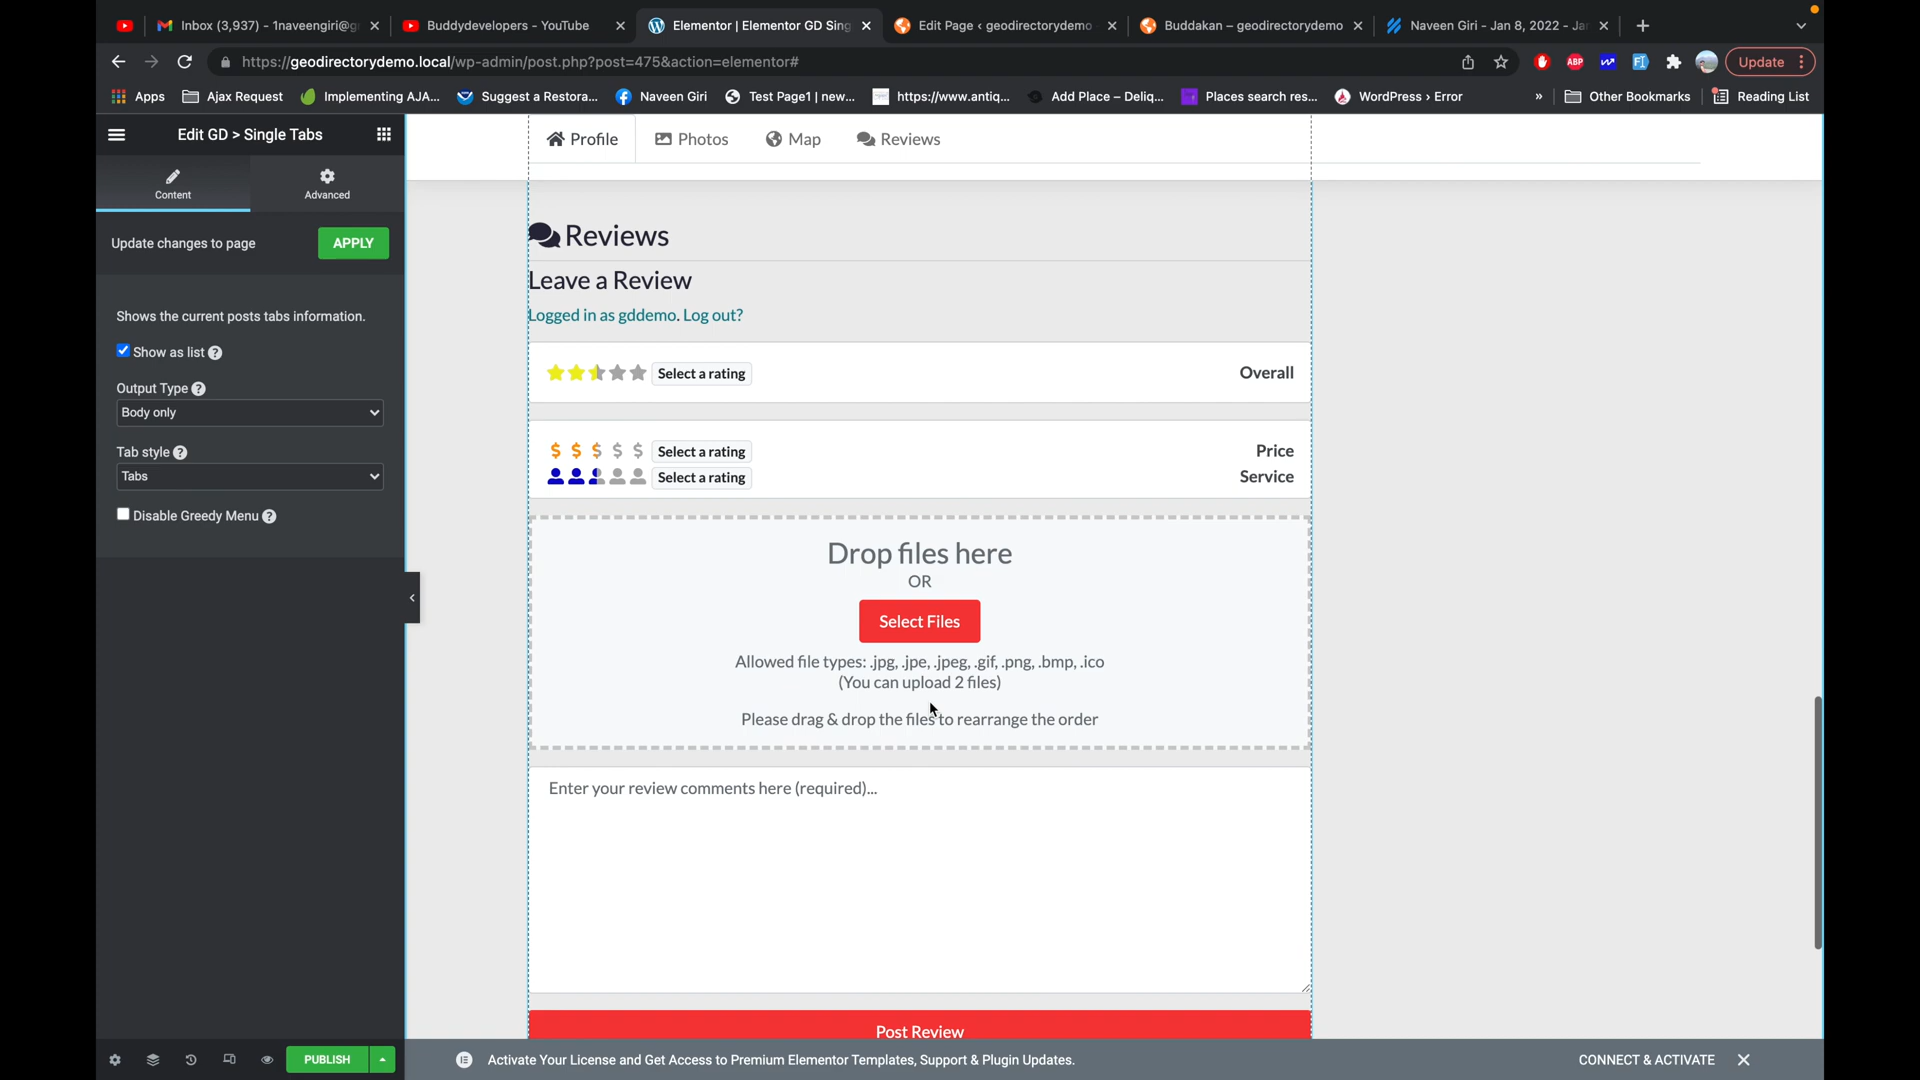 Inbox (3,937) - 1naveengiri@g
Buddydevelopers - YouTube
Elementor | Elementor GD Sing
Edit Page < geodirectorydemo
Buddakan – geodirectorydemo
Naveen Giri - Jan 8, 2022 - Ja
https://geodirectorydemo.local/wp-admin/post.php?post=475&action=elementor#
ABP
Update
Apps
Ajax Request
Implementing AJA...
Suggest a Restora...
Naveen Giri
Test Page1 | new...
https://www.antiq...
Add Place – Deliq...
Places search res...
WordPress › Error
»
Other Bookmarks
Reading List
Edit GD > Single Tabs
Content
Advanced
Update changes to page
APPLY
Shows the current posts tabs information.
Show as list
Output Type
Body only
Tab style
Tabs
Disable Greedy Menu
PUBLISH
Profile
Photos
Map
Reviews
Reviews
Leave a Review
Logged in as gddemo. Log out?
Select a rating
Overall
Select a rating
Price
Select a rating
Service
Drop files here
OR
Select Files
Allowed file types: .jpg, .jpe, .jpeg, .gif, .png, .bmp, .ico
(You can upload 2 files)
Please drag & drop the files to rearrange the order
Enter your review comments here (required)...
Post Review
Activate Your License and Get Access to Premium Elementor Templates, Support & Plugin Updates.
CONNECT & ACTIVATE